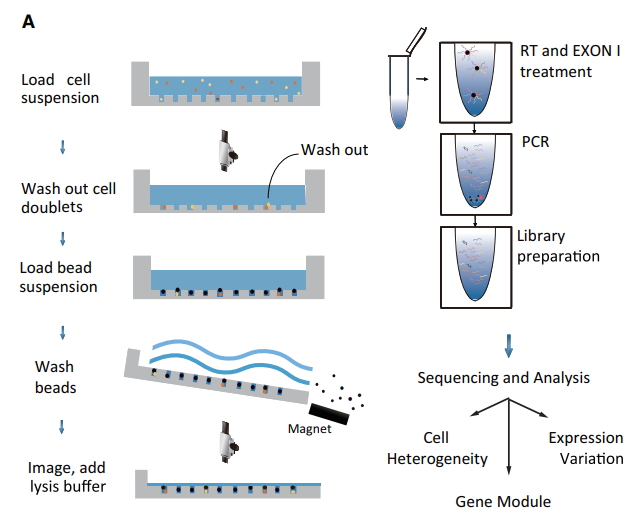 A
Load cell
suspension
Wash out cell
doublets
Wash out
Load bead
suspension
Wash
beads
Magnet
Image, add
lysis buffer
RT and EXON I
treatment
PCR
Library
preparation
Sequencing and Analysis
Cell
Heterogeneity
Expression
Variation
Gene Module